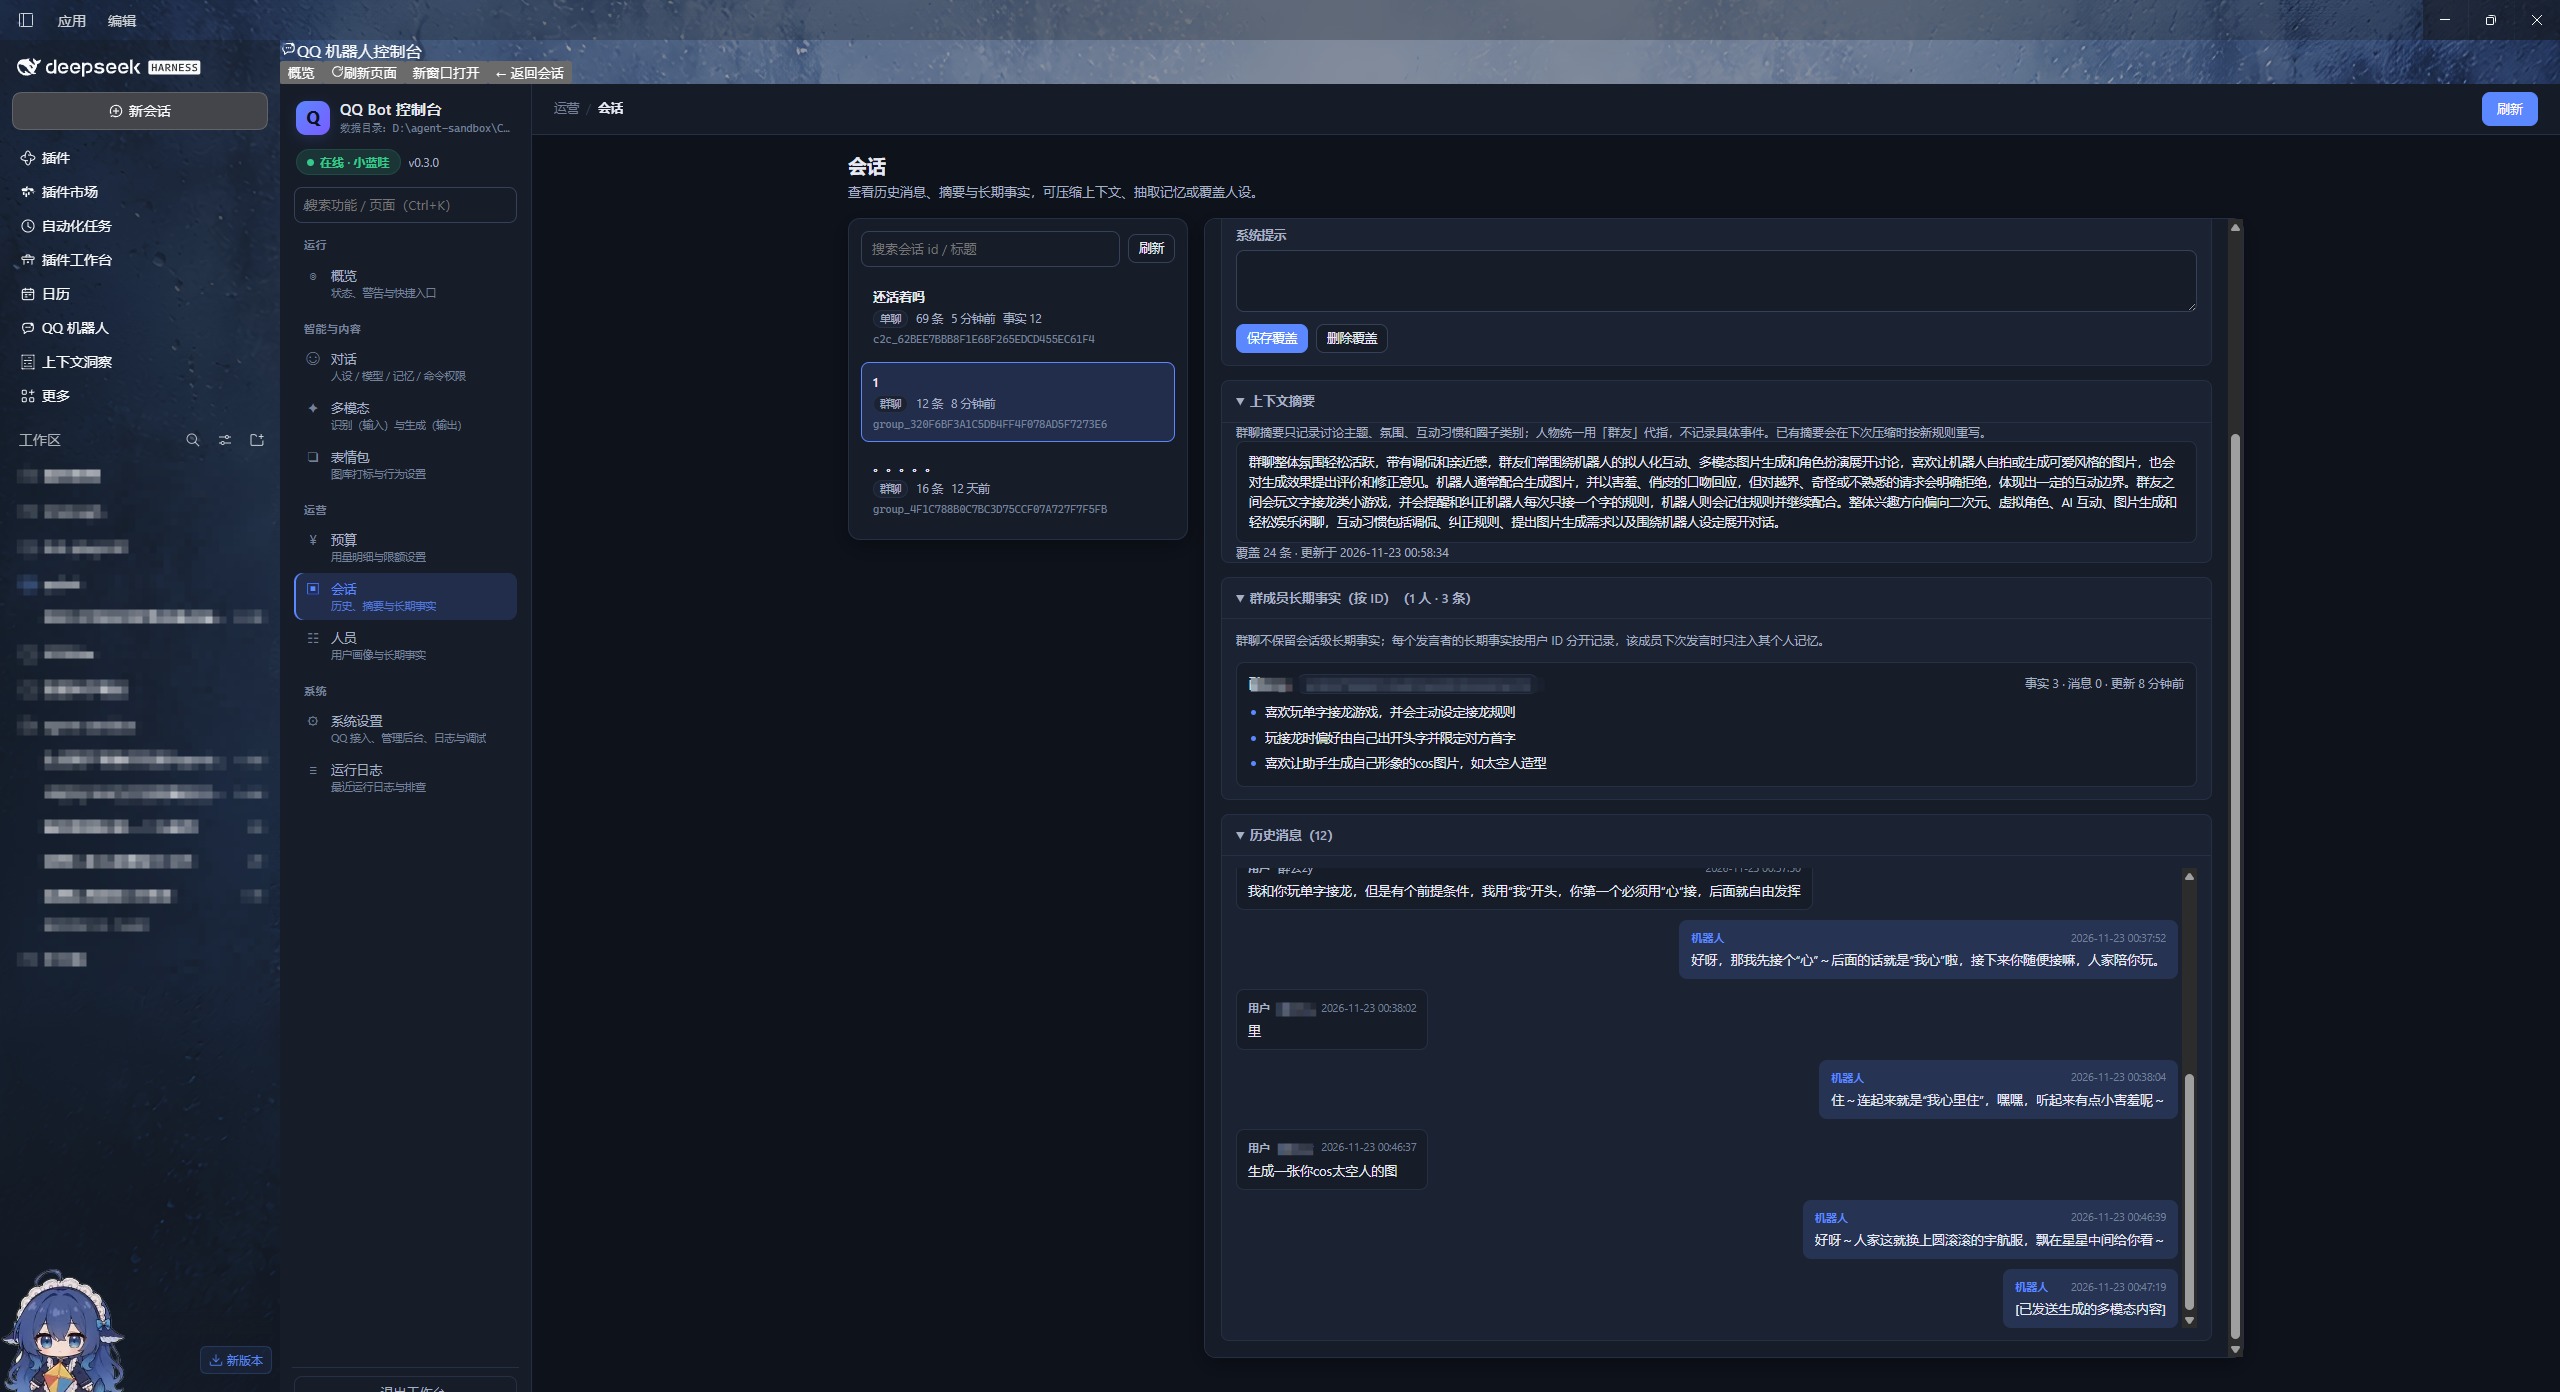 应用 编辑
deepseek HARNESS
新会话
插件
插件市场
自动化任务
插件工作台
日历
QQ 机器人
上下文洞察
更多
工作区
新版本
QQ 机器人控制台
概览 刷新页面 新窗口打开 ← 返回会话
Q
QQ Bot 控制台
数据目录: D:\agent-sandbox\C…
在线 · 小蓝哇 v0.3.0
搜索功能 / 页面（Ctrl+K）
运行
概览
状态、警告与快捷入口
智能与内容
对话
人设 / 模型 / 记忆 / 命令权限
多模态
识别（输入）与生成（输出）
表情包
图库打标与行为设置
运营
¥ 预算
用量明细与限额设置
会话
历史、摘要与长期事实
人员
用户画像与长期事实
系统
系统设置
QQ 接入、管理后台、日志与调试
运行日志
最近运行日志与排查
退出工作台
运营 / 会话
刷新
会话
查看历史消息、摘要与长期事实，可压缩上下文、抽取记忆或覆盖人设。
搜索会话 id / 标题
刷新
还活着吗
单聊 69 条 5 分钟前 事实 12
c2c_62BEE7BBB8F1E6BF265EDCD455EC61F4
1
群聊 12 条 8 分钟前
group_320F6BF3A1C5DB4FF4F078AD5F7273E6
。。。。。
群聊 16 条 12 天前
group_4F1C788B0C7BC3D75CCF07A727F7F5FB
系统提示
保存覆盖 删除覆盖
▼ 上下文摘要
群聊摘要只记录讨论主题、氛围、互动习惯和圈子类别；人物统一用「群友」代指，不记录具体事件。已有摘要会在下次压缩时按新规则重写。
群聊整体氛围轻松活跃，带有调侃和亲近感，群友们常围绕机器人的拟人化互动、多模态图片生成和角色扮演展开讨论，喜欢让机器人自拍或生成可爱风格的图片，也会
对生成效果提出评价和修正意见。机器人通常配合生成图片，并以害羞、俏皮的口吻回应，但对越界、奇怪或不熟悉的请求会明确拒绝，体现出一定的互动边界。群友之
间会玩文字接龙类小游戏，并会提醒和纠正机器人每次只接一个字的规则，机器人则会记住规则并继续配合。整体兴趣方向偏向二次元、虚拟角色、AI 互动、图片生成和
轻松娱乐闲聊，互动习惯包括调侃、纠正规则、提出图片生成需求以及围绕机器人设定展开对话。
覆盖 24 条 · 更新于 2026-11-23 00:58:34
▼ 群成员长期事实（按 ID）（1 人 · 3 条）
群聊不保留会话级长期事实；每个发言者的长期事实按用户 ID 分开记录，该成员下次发言时只注入其个人记忆。
事实 3 · 消息 0 · 更新 8 分钟前
喜欢玩单字接龙游戏，并会主动设定接龙规则
玩接龙时偏好由自己出开头字并限定对方首字
喜欢让助手生成自己形象的cos图片，如太空人造型
▼ 历史消息（12）
我和你玩单字接龙，但是有个前提条件，我用“我”开头，你第一个必须用“心”接，后面就自由发挥
机器人 2026-11-23 00:37:52
好呀，那我先接个“心”～后面的话就是“我心”啦，接下来你随便接嘛，人家陪你玩。
用户 2026-11-23 00:38:02
里
机器人 2026-11-23 00:38:04
住～连起来就是“我心里住”，嘿嘿，听起来有点小害羞呢～
用户 2026-11-23 00:46:37
生成一张你cos太空人的图
机器人 2026-11-23 00:46:39
好呀～人家这就换上圆滚滚的宇航服，飘在星星中间给你看～
机器人 2026-11-23 00:47:19
[已发送生成的多模态内容]